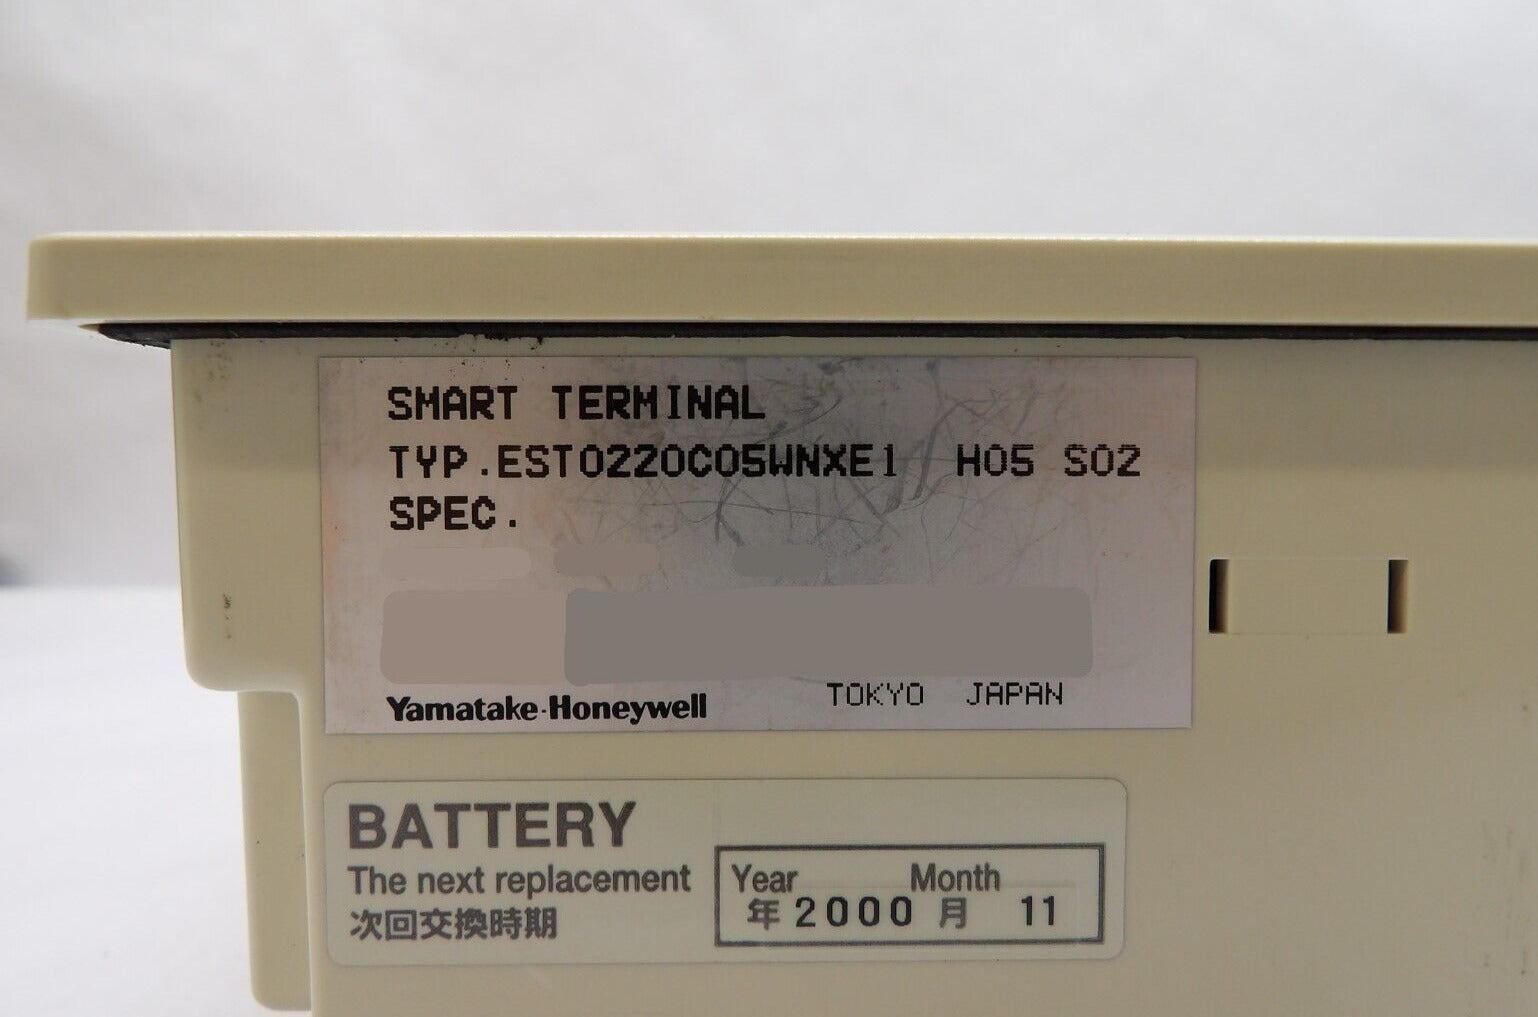 SMART TERMINAL
TYP.EST0220C05WNXE1 H05 S02
SPEC.
Yamatake-Honeywell TOKYO JAPAN
BATTERY
The next replacement
次回交換時期
Year Month
年 2000 月 11